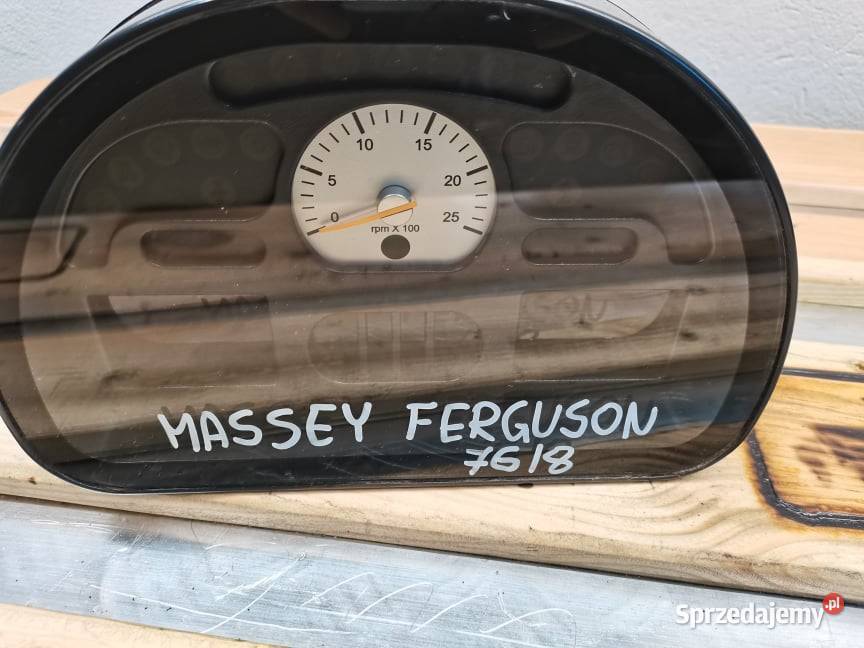 10 15
5 20
0 25
rpm X 100
MASSEY FERGUSON
7618
Sprzedajemy.pl